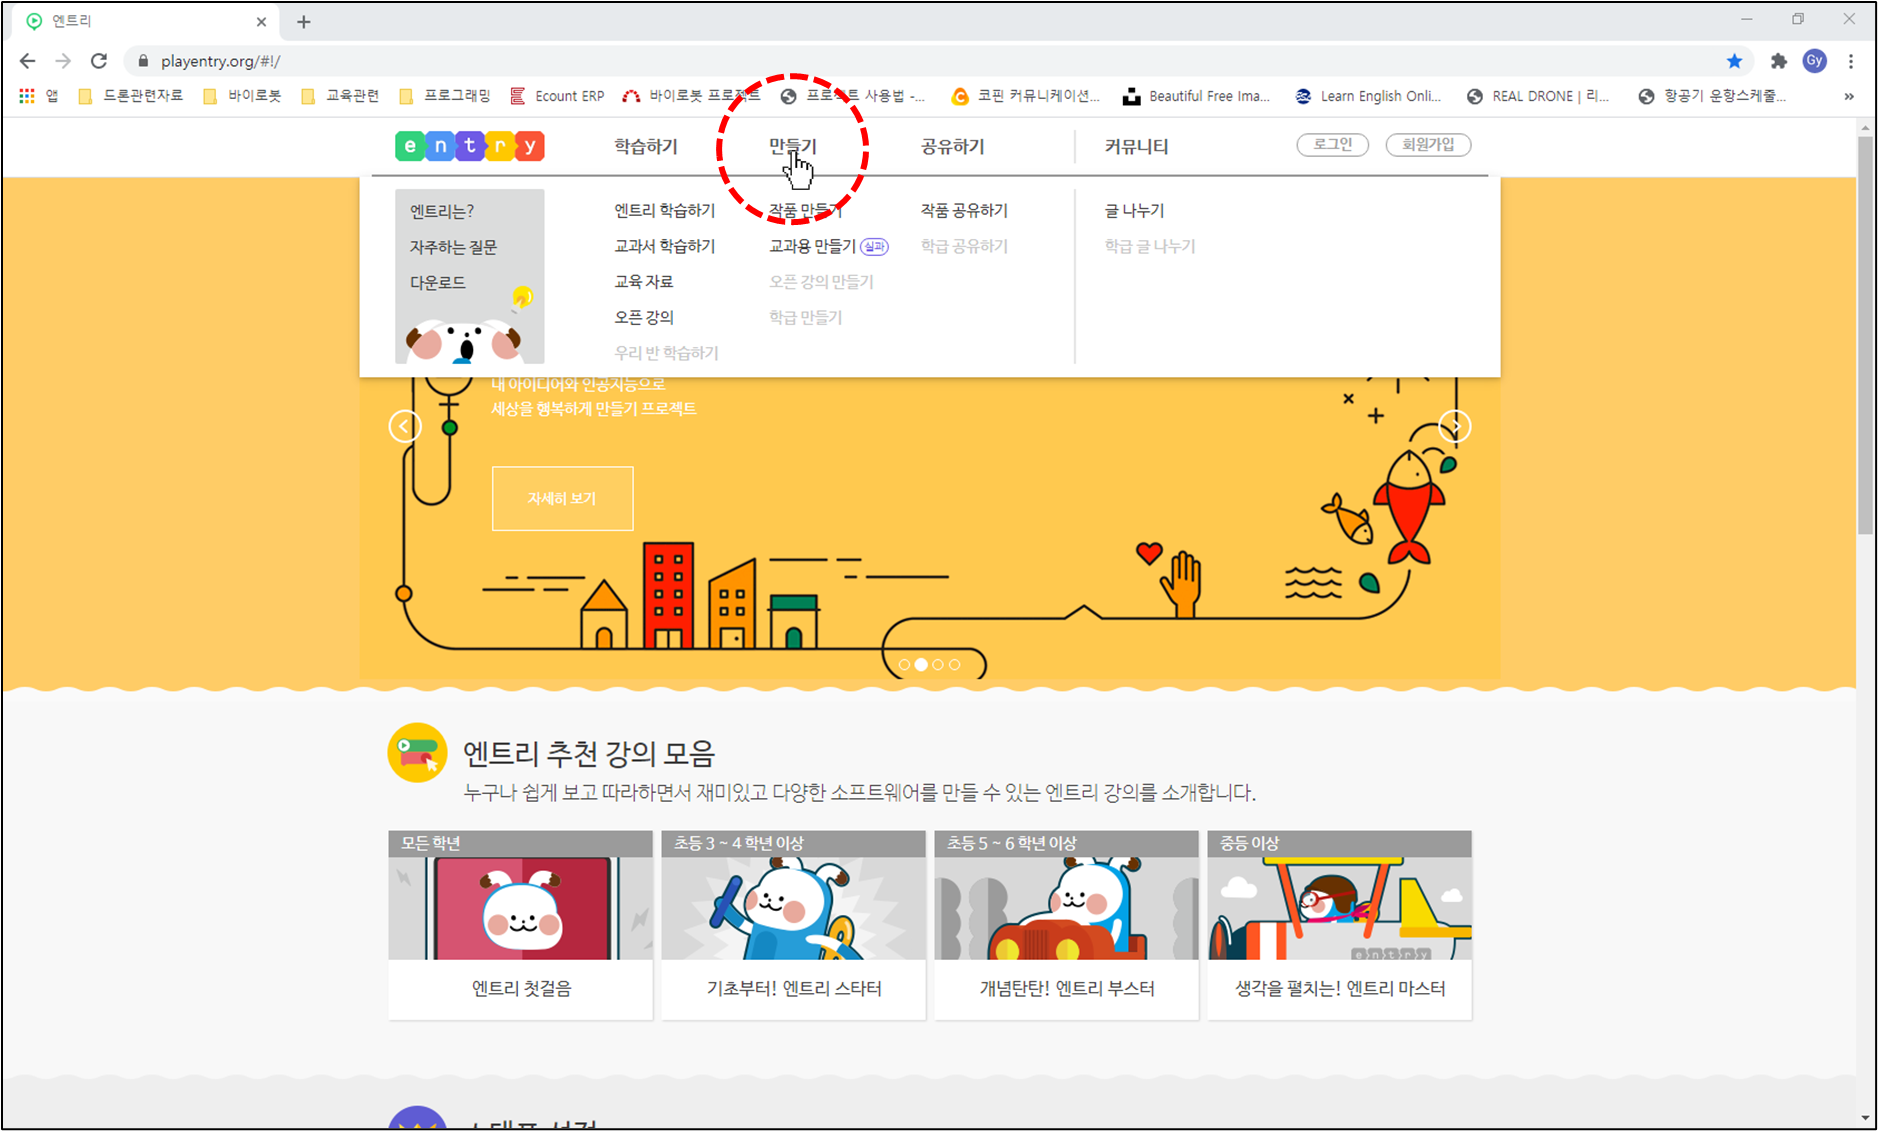 엔트리
playentry.org/#!/
Gy
앱
드론관련자료
바이로봇
교육관련
프로그래밍
Ecount ERP
바이로봇 프로젝트
프로젝트 사용법 -...
코핀 커뮤니케이션...
Beautiful Free Ima...
Learn English Onli...
REAL DRONE | 리...
항공기 운항스케줄...
»
entry
학습하기
만들기
공유하기
커뮤니티
로그인
회원가입
엔트리는?
자주하는 질문
다운로드
엔트리 학습하기
교과서 학습하기
교육 자료
오픈 강의
우리 반 학습하기
작품 만들기
교과용 만들기 실과
오픈 강의 만들기
학급 만들기
작품 공유하기
학급 공유하기
글 나누기
학급 글 나누기
내 아이디어와 인공지능으로
세상을 행복하게 만들기 프로젝트
자세히 보기
엔트리 추천 강의 모음
누구나 쉽게 보고 따라하면서 재미있고 다양한 소프트웨어를 만들 수 있는 엔트리 강의를 소개합니다.
모든 학년
엔트리 첫걸음
초등 3 ~ 4 학년 이상
기초부터! 엔트리 스타터
초등 5 ~ 6 학년 이상
개념탄탄! 엔트리 부스터
중등 이상
e}n}t}r}y
생각을 펼치는! 엔트리 마스터